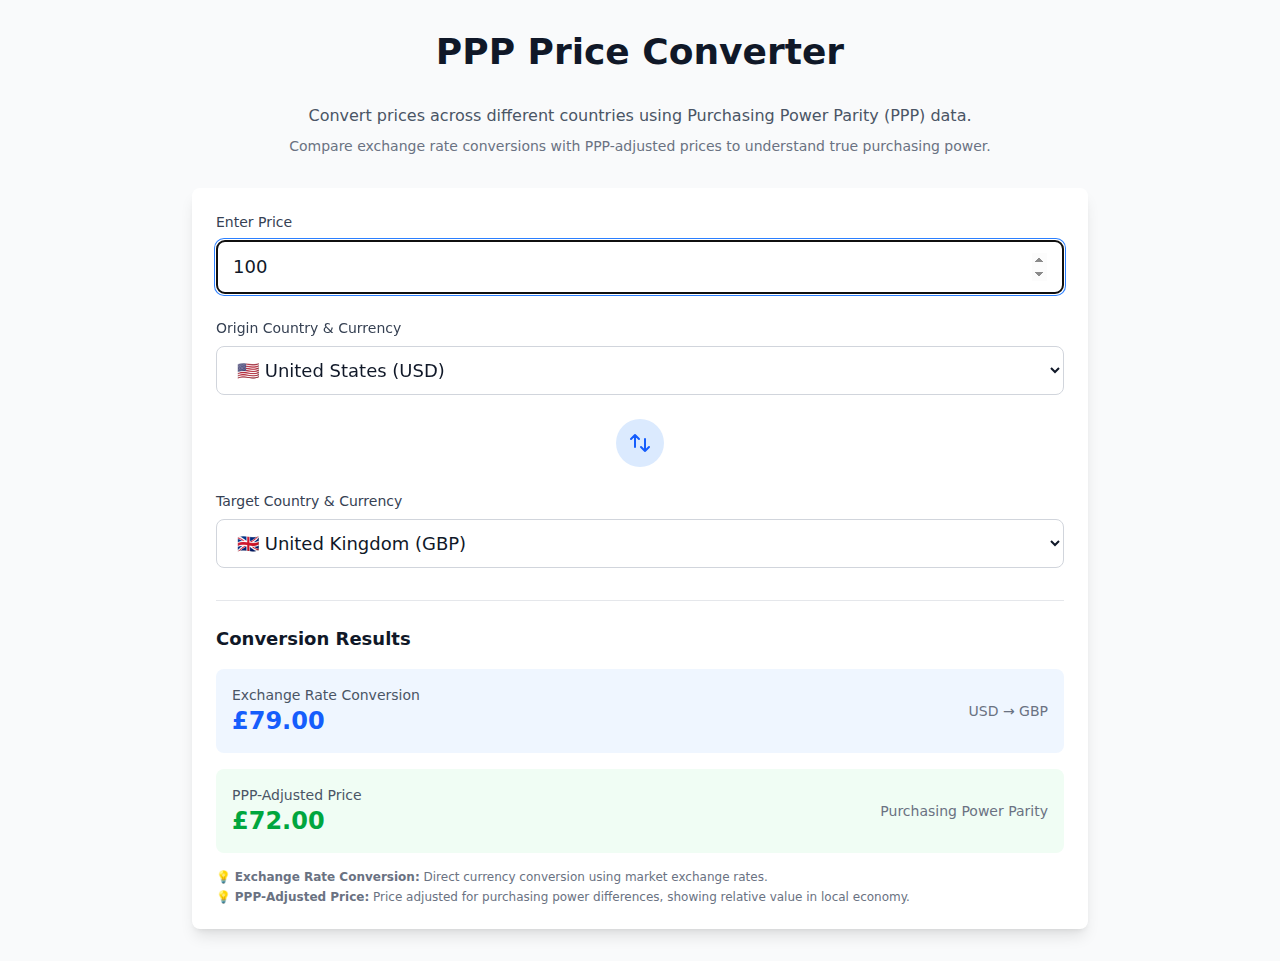 PPP Price Converter
Convert prices across different countries using Purchasing Power Parity (PPP) data.
Compare exchange rate conversions with PPP-adjusted prices to understand true purchasing power.
Enter Price
100
Origin Country & Currency
🇺🇸 United States (USD)
Target Country & Currency
🇬🇧 United Kingdom (GBP)
Conversion Results
Exchange Rate Conversion
£79.00
USD → GBP
PPP-Adjusted Price
£72.00
Purchasing Power Parity
💡 Exchange Rate Conversion: Direct currency conversion using market exchange rates.
💡 PPP-Adjusted Price: Price adjusted for purchasing power differences, showing relative value in local economy.